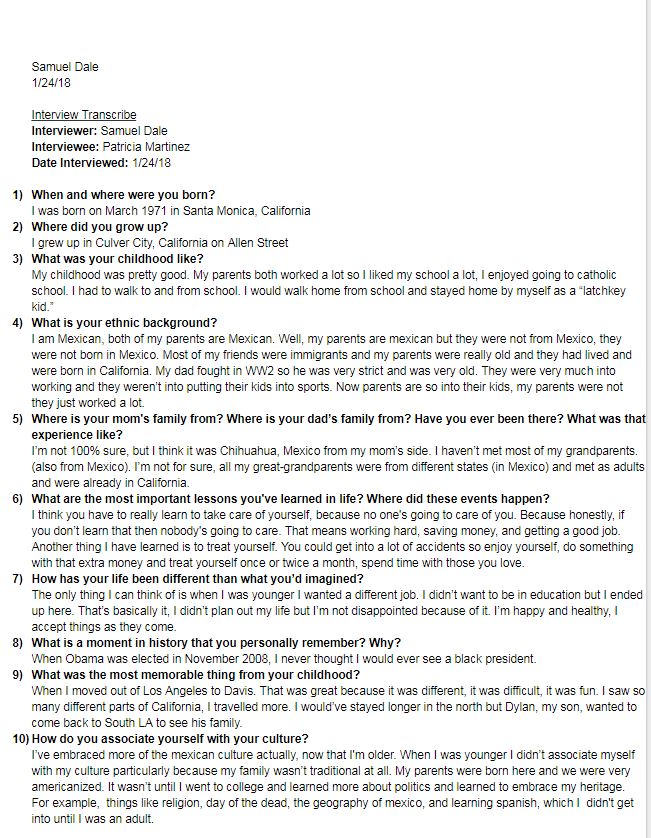 Samuel Dale
1/24/18
Interview Transcribe
Interviewer: Samuel Dale
Interviewee: Patricia Martinez
Date Interviewed: 1/24/18
1) When and where were you born?
I was born on March 1971 in Santa Monica, California
2) Where did you grow up?
I grew up in Culver City, California on Allen Street
3) What was your childhood like?
My childhood was pretty good. My parents both worked a lot so I liked my school a lot, I enjoyed going to catholic
school. I had to walk to and from school. I would walk home from school and stayed home by myself as a “latchkey
kid.”
4) What is your ethnic background?
I am Mexican, both of my parents are Mexican. Well, my parents are mexican but they were not from Mexico, they
were not born in Mexico. Most of my friends were immigrants and my parents were really old and they had lived and
were born in California. My dad fought in WW2 so he was very strict and was very old. They were very much into
working and they weren’t into putting their kids into sports. Now parents are so into their kids, my parents were not
they just worked a lot.
5) Where is your mom's family from? Where is your dad’s family from? Have you ever been there? What was that
experience like?
I’m not 100% sure, but I think it was Chihuahua, Mexico from my mom’s side. I haven’t met most of my grandparents.
(also from Mexico). I’m not for sure, all my great-grandparents were from different states (in Mexico) and met as adults
and were already in California.
6) What are the most important lessons you've learned in life? Where did these events happen?
I think you have to really learn to take care of yourself, because no one's going to care of you. Because honestly, if
you don’t learn that then nobody's going to care. That means working hard, saving money, and getting a good job.
Another thing I have learned is to treat yourself. You could get into a lot of accidents so enjoy yourself, do something
with that extra money and treat yourself once or twice a month, spend time with those you love.
7) How has your life been different than what you’d imagined?
The only thing I can think of is when I was younger I wanted a different job. I didn’t want to be in education but I ended
up here. That’s basically it, I didn’t plan out my life but I’m not disappointed because of it. I’m happy and healthy, I
accept things as they come.
8) What is a moment in history that you personally remember? Why?
When Obama was elected in November 2008, I never thought I would ever see a black president.
9) What was the most memorable thing from your childhood?
When I moved out of Los Angeles to Davis. That was great because it was different, it was difficult, it was fun. I saw so
many different parts of California, I travelled more. I would’ve stayed longer in the north but Dylan, my son, wanted to
come back to South LA to see his family.
10) How do you associate yourself with your culture?
I’ve embraced more of the mexican culture actually, now that I'm older. When I was younger I didn’t associate myself
with my culture particularly because my family wasn’t traditional at all. My parents were born here and we were very
americanized. It wasn’t until I went to college and learned more about politics and learned to embrace my heritage.
For example, things like religion, day of the dead, the geography of mexico, and learning spanish, which I didn't get
into until I was an adult.